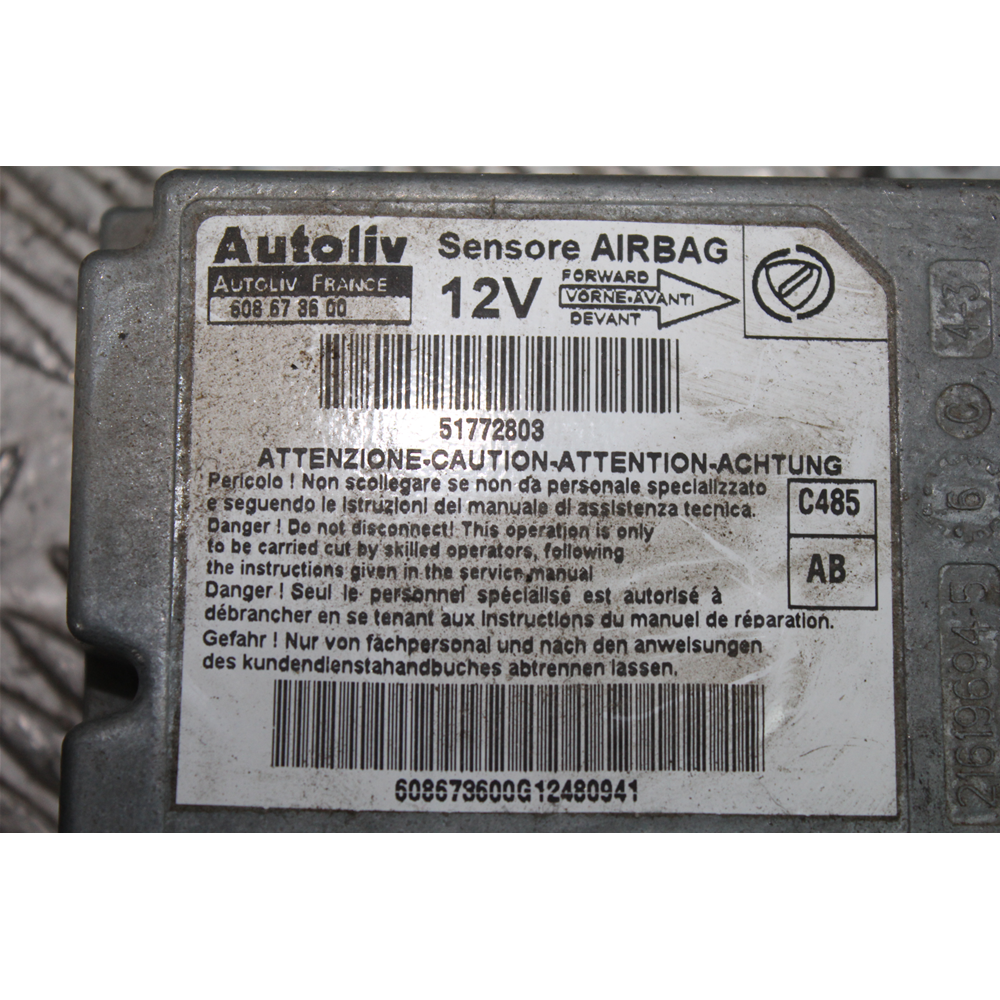 Autoliv
AUTOLIV FRANCE
608 67 36 00
Sensore AIRBAG
12V
FORWARD
VORNE-AVANTI
DEVANT
51772803
ATTENZIONE-CAUTION-ATTENTION-ACHTUNG
Pericolo ! Non scollegare se non da personale specializzato
e seguendo le istruzioni del manuale di assistenza tecnica.
Danger ! Do not disconnect! This operation is only
to be carried out by skilled operators, following
the instructions given in the service manual
Danger ! Seul le personnel spécialisé est autorisé à
débrancher en se tenant aux instructions du manuel de réparation.
Gefahr ! Nur von fachpersonal und nach den anweisungen
des kundendienstahandbuches abtrennen lassen.
C485
AB
608673600G12480941
4-3
G
2161969